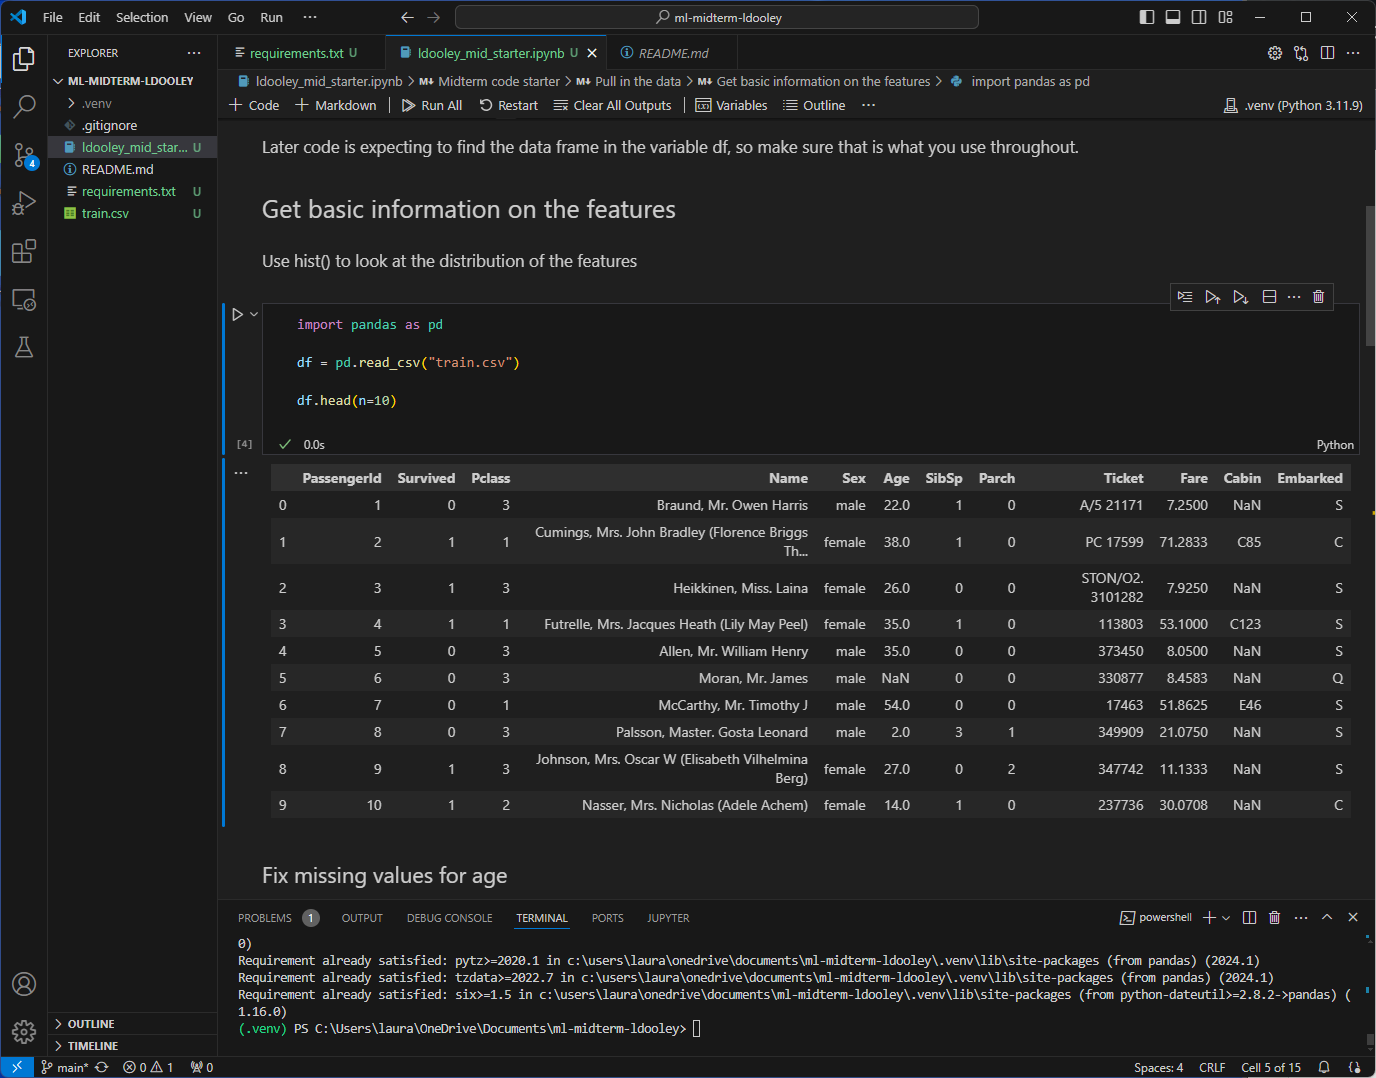 File Edit Selection View Go Run ··· ml-midterm-ldooley
EXPLORER ···
ML-MIDTERM-LDOOLEY
.venv
.gitignore
ldooley_mid_star... U
README.md
requirements.txt U
train.csv U
4
OUTLINE
TIMELINE
requirements.txt U ldooley_mid_starter.ipynb U README.md
ldooley_mid_starter.ipynb > M↓ Midterm code starter > M↓ Pull in the data > M↓ Get basic information on the features > import pandas as pd
+ Code + Markdown | Run All Restart Clear All Outputs | Variables Outline ··· .venv (Python 3.11.9)
Later code is expecting to find the data frame in the variable df, so make sure that is what you use throughout.
Get basic information on the features
Use hist() to look at the distribution of the features
import pandas as pd
df = pd.read_csv("train.csv")
df.head(n=10)
[4] 0.0s Python
PassengerId Survived Pclass Name Sex Age SibSp Parch Ticket Fare Cabin Embarked
0 1 0 3 Braund, Mr. Owen Harris male 22.0 1 0 A/5 21171 7.2500 NaN S
1 2 1 1 Cumings, Mrs. John Bradley (Florence Briggs Th... female 38.0 1 0 PC 17599 71.2833 C85 C
2 3 1 3 Heikkinen, Miss. Laina female 26.0 0 0 STON/O2. 3101282 7.9250 NaN S
3 4 1 1 Futrelle, Mrs. Jacques Heath (Lily May Peel) female 35.0 1 0 113803 53.1000 C123 S
4 5 0 3 Allen, Mr. William Henry male 35.0 0 0 373450 8.0500 NaN S
5 6 0 3 Moran, Mr. James male NaN 0 0 330877 8.4583 NaN Q
6 7 0 1 McCarthy, Mr. Timothy J male 54.0 0 0 17463 51.8625 E46 S
7 8 0 3 Palsson, Master. Gosta Leonard male 2.0 3 1 349909 21.0750 NaN S
8 9 1 3 Johnson, Mrs. Oscar W (Elisabeth Vilhelmina Berg) female 27.0 0 2 347742 11.1333 NaN S
9 10 1 2 Nasser, Mrs. Nicholas (Adele Achem) female 14.0 1 0 237736 30.0708 NaN C
Fix missing values for age
PROBLEMS 1 OUTPUT DEBUG CONSOLE TERMINAL PORTS JUPYTER powershell
0)
Requirement already satisfied: pytz>=2020.1 in c:\users\laura\onedrive\documents\ml-midterm-ldooley\.venv\lib\site-packages (from pandas) (2024.1)
Requirement already satisfied: tzdata>=2022.7 in c:\users\laura\onedrive\documents\ml-midterm-ldooley\.venv\lib\site-packages (from pandas) (2024.1)
Requirement already satisfied: six>=1.5 in c:\users\laura\onedrive\documents\ml-midterm-ldooley\.venv\lib\site-packages (from python-dateutil>=2.8.2->pandas) (
1.16.0)
(.venv) PS C:\Users\laura\OneDrive\Documents\ml-midterm-ldooley>
main* 0 1 0 Spaces: 4 CRLF Cell 5 of 15